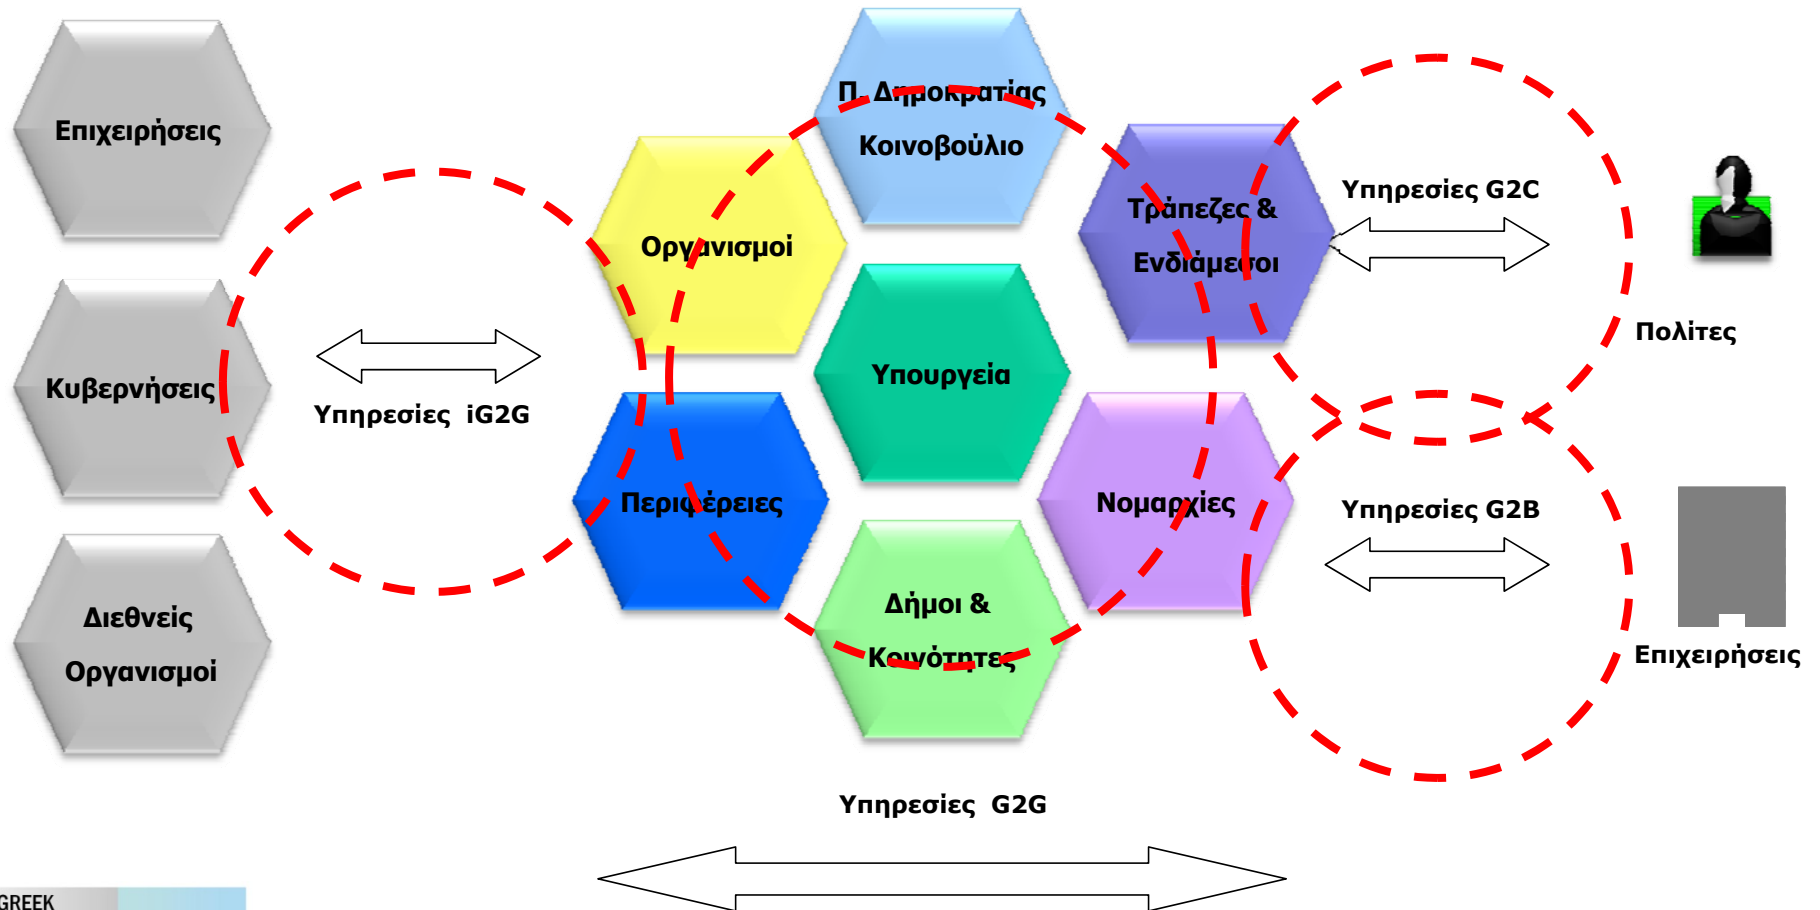 Επιχειρήσεις
Κυβερνήσεις
Διεθνείς
Οργανισμοί
Υπηρεσίες iG2G
Οργανισμοί
Περιφέρειες
Π. Δημοκρατίας
Κοινοβούλιο
Υπουργεία
Δήμοι &
Κοινότητες
Τράπεζες &
Ενδιάμεσοι
Νομαρχίες
Υπηρεσίες G2C
Πολίτες
Υπηρεσίες G2B
Επιχειρήσεις
Υπηρεσίες G2G
GREEK